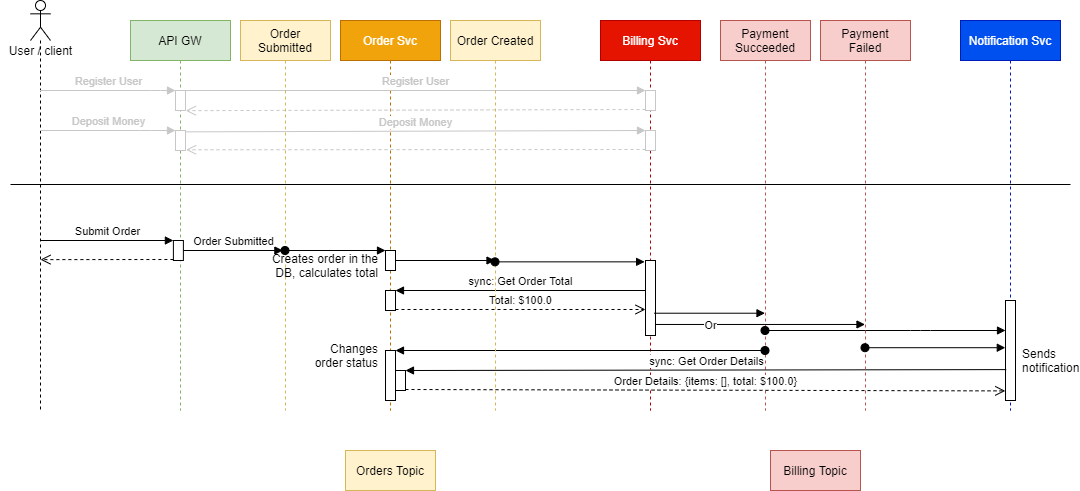 User / client
API GW
Order
Submitted
Order Svc
Order Created
Billing Svc
Payment
Succeeded
Payment
Failed
Notification Svc
Register User
Register User
Deposit Money
Deposit Money
Submit Order
Order Submitted
Creates order in the
DB, calculates total
sync: Get Order Total
Total: $100.0
Or
Changes
order status
sync: Get Order Details
Sends
notification
Order Details: {items: [], total: $100.0}
Orders Topic
Billing Topic